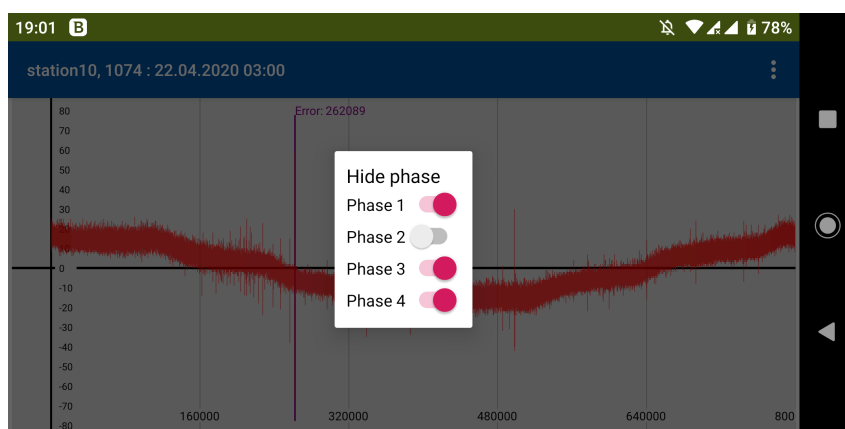 19:01 B 78%
station10, 1074 : 22.04.2020 03:00
80
Error: 262089
70
60
50
40
30
20
10
0
-10
-20
-30
-40
-50
-60
-70
-80
160000 320000 480000 640000 800
Hide phase
Phase 1
Phase 2
Phase 3
Phase 4